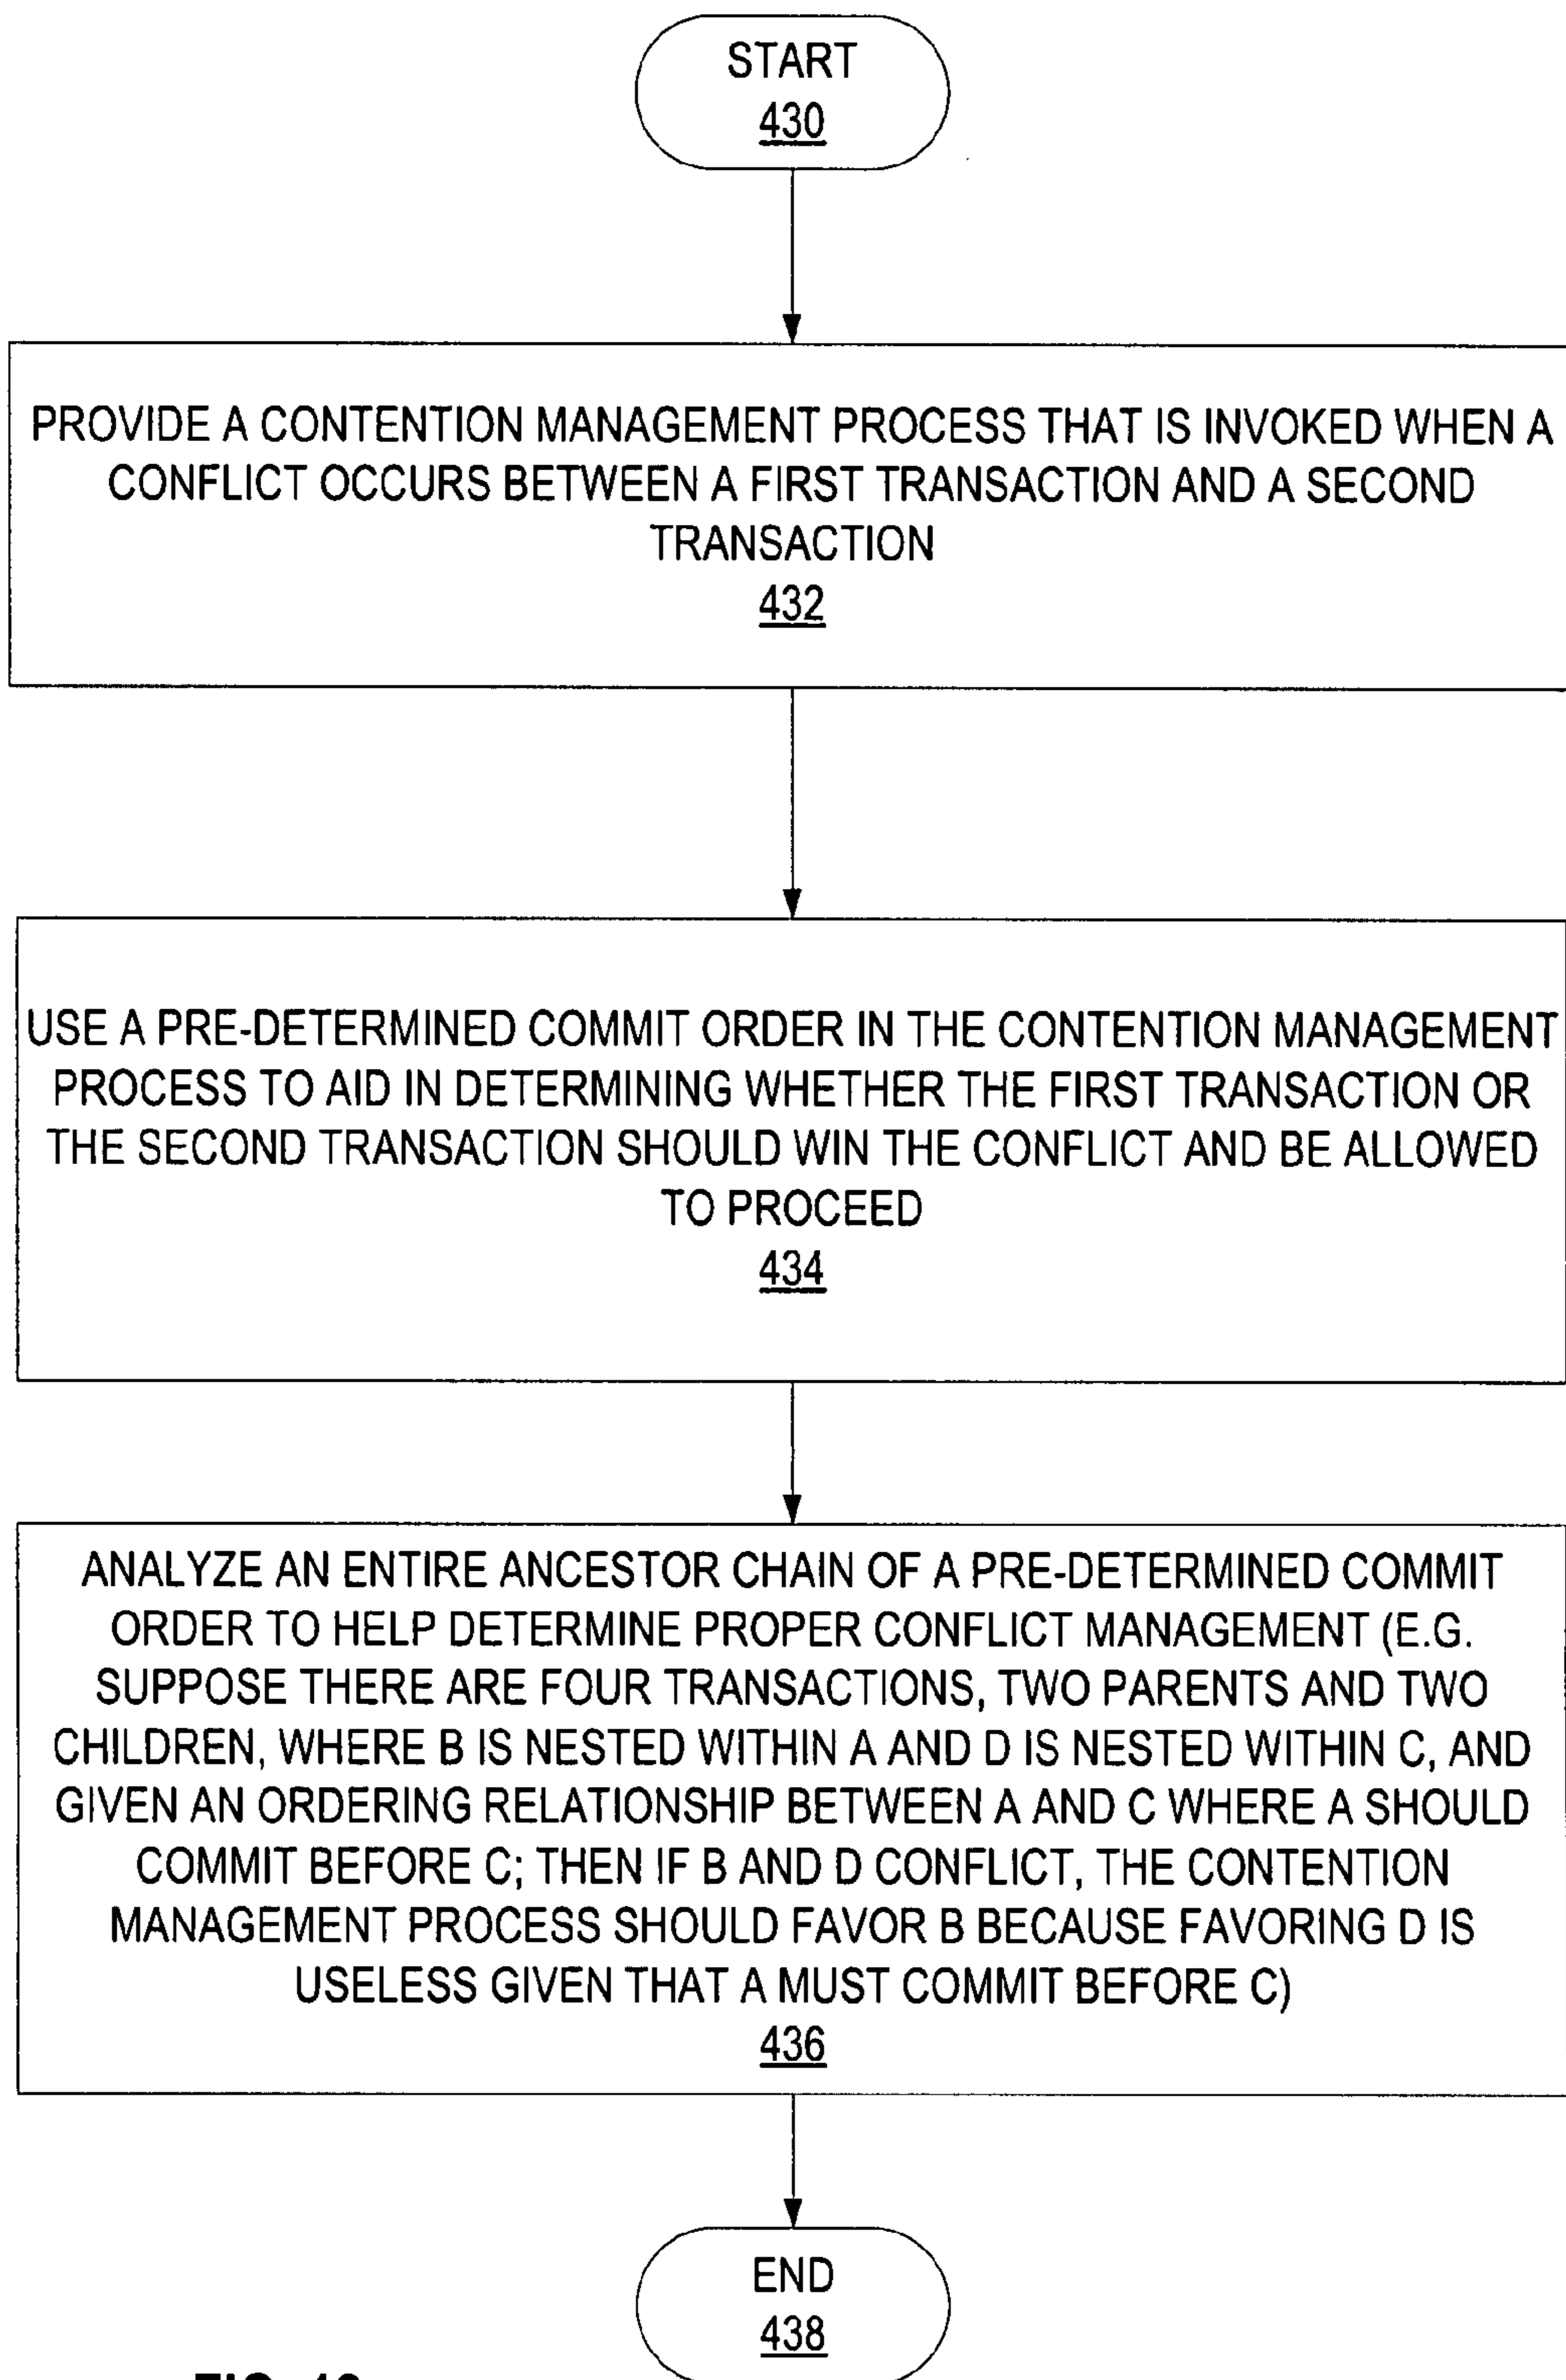 START
430
PROVIDE A CONTENTION MANAGEMENT PROCESS THAT IS INVOKED WHEN A
CONFLICT OCCURS BETWEEN A FIRST TRANSACTION AND A SECOND
TRANSACTION
432
USE A PRE-DETERMINED COMMIT ORDER IN THE CONTENTION MANAGEMENT
PROCESS TO AID IN DETERMINING WHETHER THE FIRST TRANSACTION OR
THE SECOND TRANSACTION SHOULD WIN THE CONFLICT AND BE ALLOWED
TO PROCEED
434
ANALYZE AN ENTIRE ANCESTOR CHAIN OF A PRE-DETERMINED COMMIT
ORDER TO HELP DETERMINE PROPER CONFLICT MANAGEMENT (E.G.
SUPPOSE THERE ARE FOUR TRANSACTIONS, TWO PARENTS AND TWO
CHILDREN, WHERE B IS NESTED WITHIN A AND D IS NESTED WITHIN C, AND
GIVEN AN ORDERING RELATIONSHIP BETWEEN A AND C WHERE A SHOULD
COMMIT BEFORE C; THEN IF B AND D CONFLICT, THE CONTENTION
MANAGEMENT PROCESS SHOULD FAVOR B BECAUSE FAVORING D IS
USELESS GIVEN THAT A MUST COMMIT BEFORE C)
436
END
438